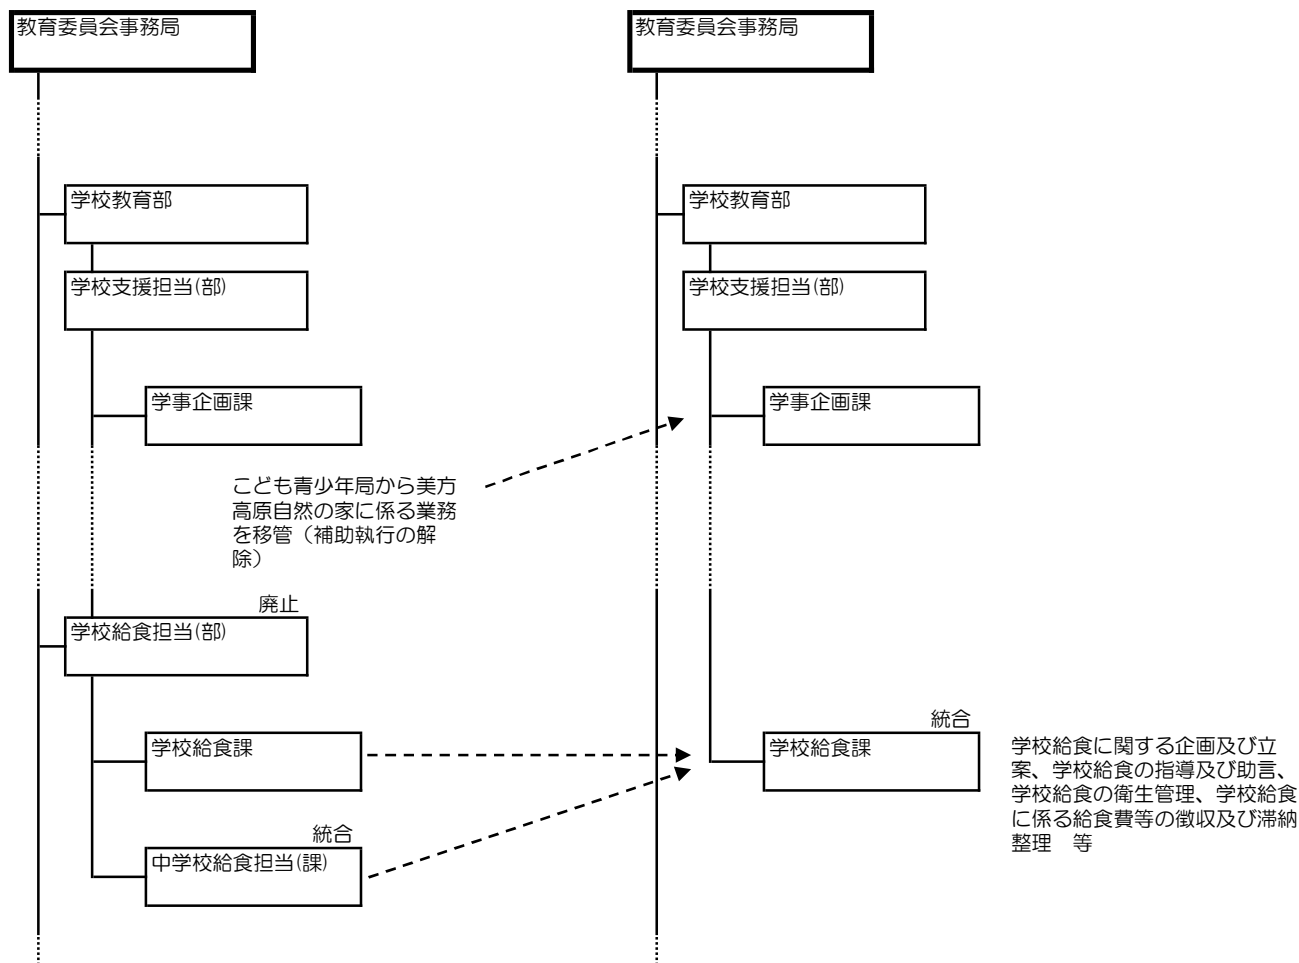 教育委員会事務局
教育委員会事務局
学校教育部
学校教育部
学校支援担当(部)
学校支援担当(部)
学事企画課
学事企画課
こども青少年局から美方
高原自然の家に係る業務
を移管（補助執行の解
除）
廃止
学校給食担当(部)
学校給食課
統合
中学校給食担当(課)
統合
学校給食課
学校給食に関する企画及び立
案、学校給食の指導及び助言、
学校給食の衛生管理、学校給食
に係る給食費等の徴収及び滞納
整理　等